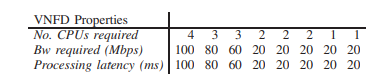 VNFD Properties
No. CPUs required 4 3 3 2 2 2 1 1
Bw required (Mbps) 100 80 60 20 20 20 20 20
Processing latency (ms) 100 80 60 20 20 20 20 20